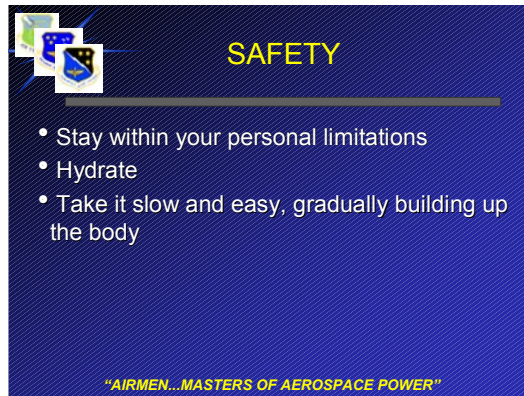 SAFETY
• Stay within your personal limitations
• Hydrate
• Take it slow and easy, gradually building up
the body
“AIRMEN...MASTERS OF AEROSPACE POWER”